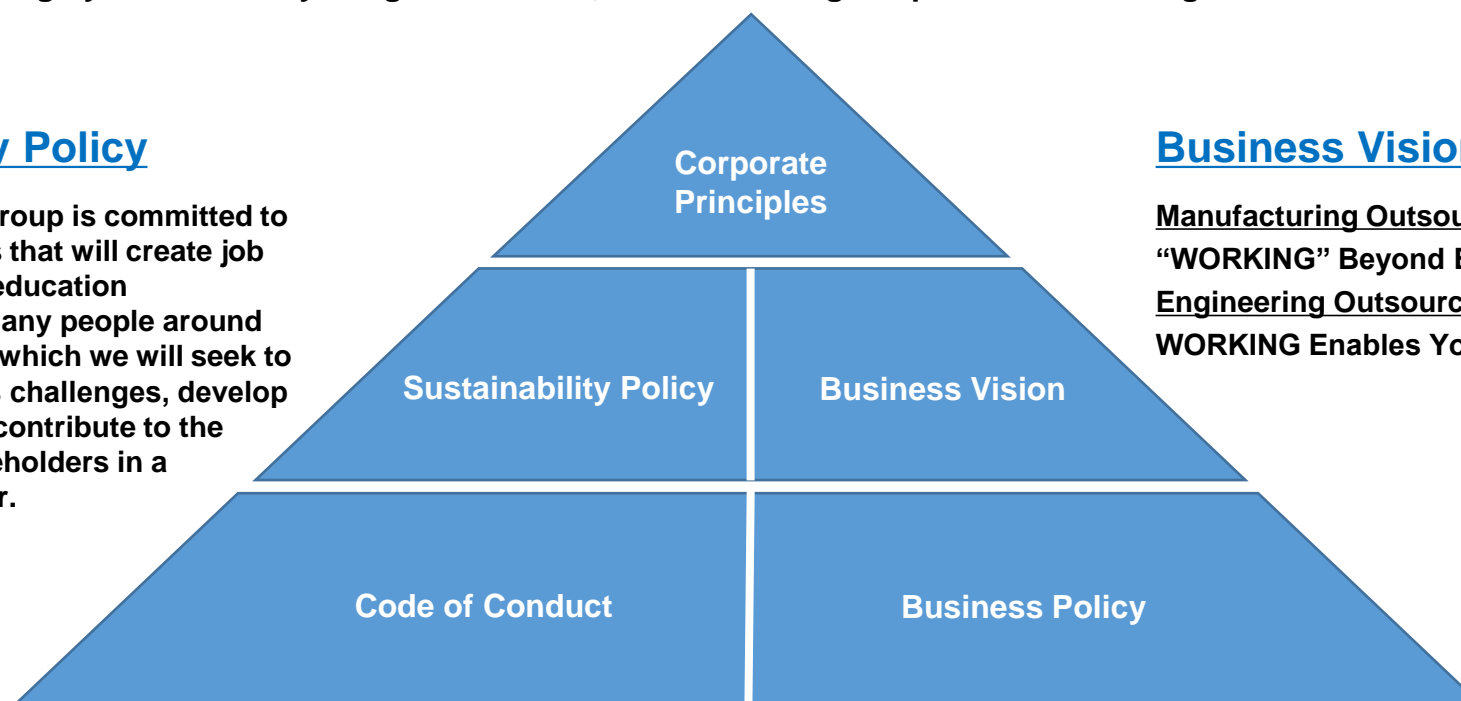 y Policy
roup is committed to
s that will create job
education
any people around
which we will seek to
s challenges, develop
contribute to the
eholders in a
r.
Corporate
Principles
Sustainability Policy
Business Vision
Code of Conduct
Business Policy
Business Vision
Manufacturing Outsou
“WORKING” Beyond
Engineering Outsourc
WORKING Enables Yo